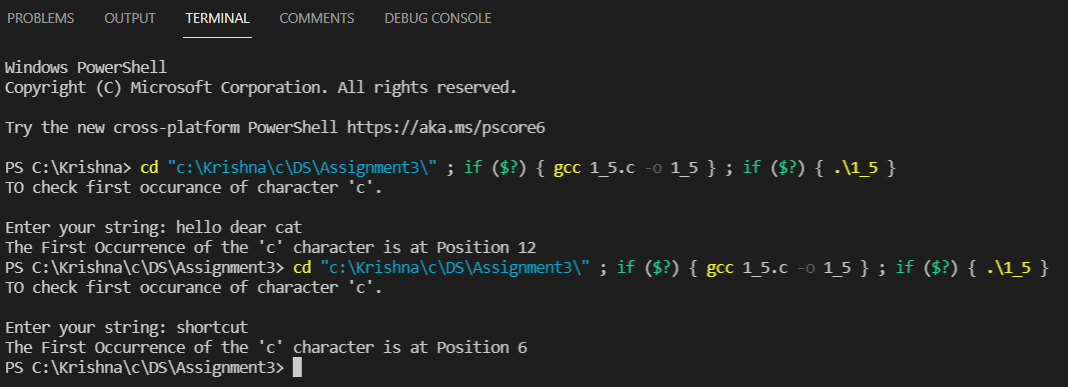 PROBLEMS OUTPUT TERMINAL COMMENTS DEBUG CONSOLE
Windows PowerShell
Copyright (C) Microsoft Corporation. All rights reserved.
Try the new cross-platform PowerShell https://aka.ms/pscore6
PS C:\Krishna> cd "c:\Krishna\c\DS\Assignment3\" ; if ($?) { gcc 1_5.c -o 1_5 } ; if ($?) { .\1_5 }
TO check first occurance of character 'c'.
Enter your string: hello dear cat
The First Occurrence of the 'c' character is at Position 12
PS C:\Krishna\c\DS\Assignment3> cd "c:\Krishna\c\DS\Assignment3\" ; if ($?) { gcc 1_5.c -o 1_5 } ; if ($?) { .\1_5 }
TO check first occurance of character 'c'.
Enter your string: shortcut
The First Occurrence of the 'c' character is at Position 6
PS C:\Krishna\c\DS\Assignment3>